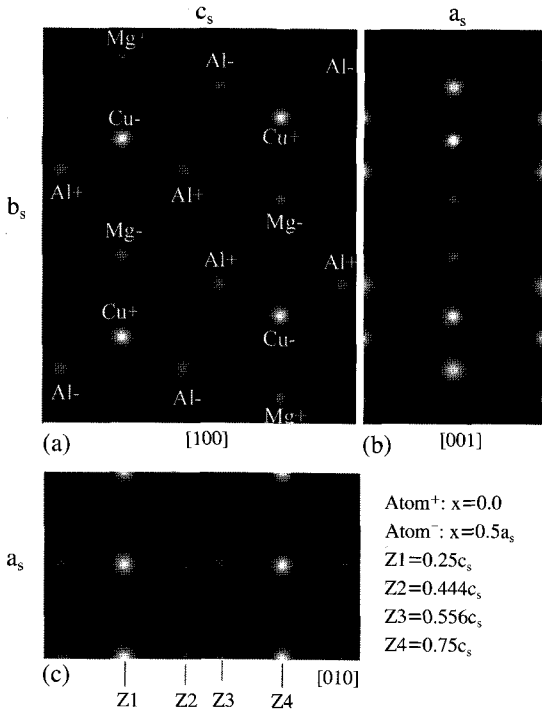 c_s a_s
Mg+
Al- Al-
Cu-
Cu+
Al+ Al+
b_s
Mg- Mg-
Al+ Al+
Cu+
Cu-
Al- Al-
Mg+
(a) [100] (b) [001]
a_s
Atom⁺: x=0.0
Atom⁻: x=0.5a_s
Z1=0.25c_s
Z2=0.444c_s
Z3=0.556c_s
Z4=0.75c_s
(c) [010]
Z1 Z2 Z3 Z4